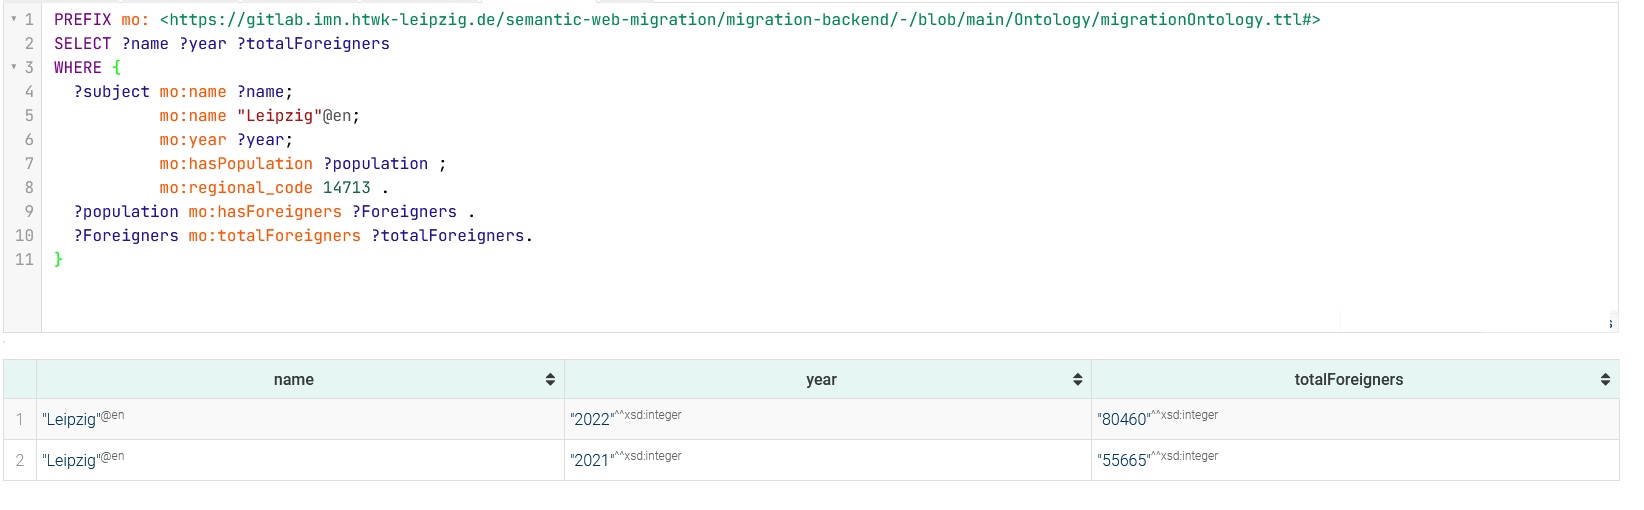 1 PREFIX mo: <https://gitlab.imn.htwk-leipzig.de/semantic-web-migration/migration-backend/-/blob/main/Ontology/migrationOntology.ttl#>
2 SELECT ?name ?year ?totalForeigners
3 WHERE {
4 ?subject mo:name ?name;
5 mo:name "Leipzig"@en;
6 mo:year ?year;
7 mo:hasPopulation ?population ;
8 mo:regional_code 14713 .
9 ?population mo:hasForeigners ?Foreigners .
10 ?Foreigners mo:totalForeigners ?totalForeigners.
11 }
name year totalForeigners
1 "Leipzig"@en "2022"^^xsd:integer "80460"^^xsd:integer
2 "Leipzig"@en "2021"^^xsd:integer "55665"^^xsd:integer